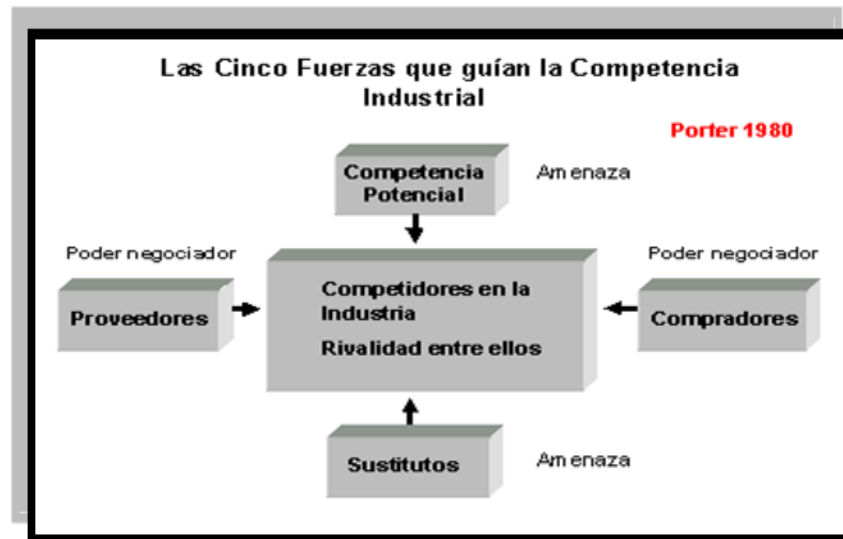 Las Cinco Fuerzas que guían la Competencia
Industrial
Porter 1980
Competencia
Potencial
Amenaza
Poder negociador
Poder negociador
Proveedores
Competidores en la
Industria
Rivalidad entre ellos
Compradores
Sustitutos
Amenaza